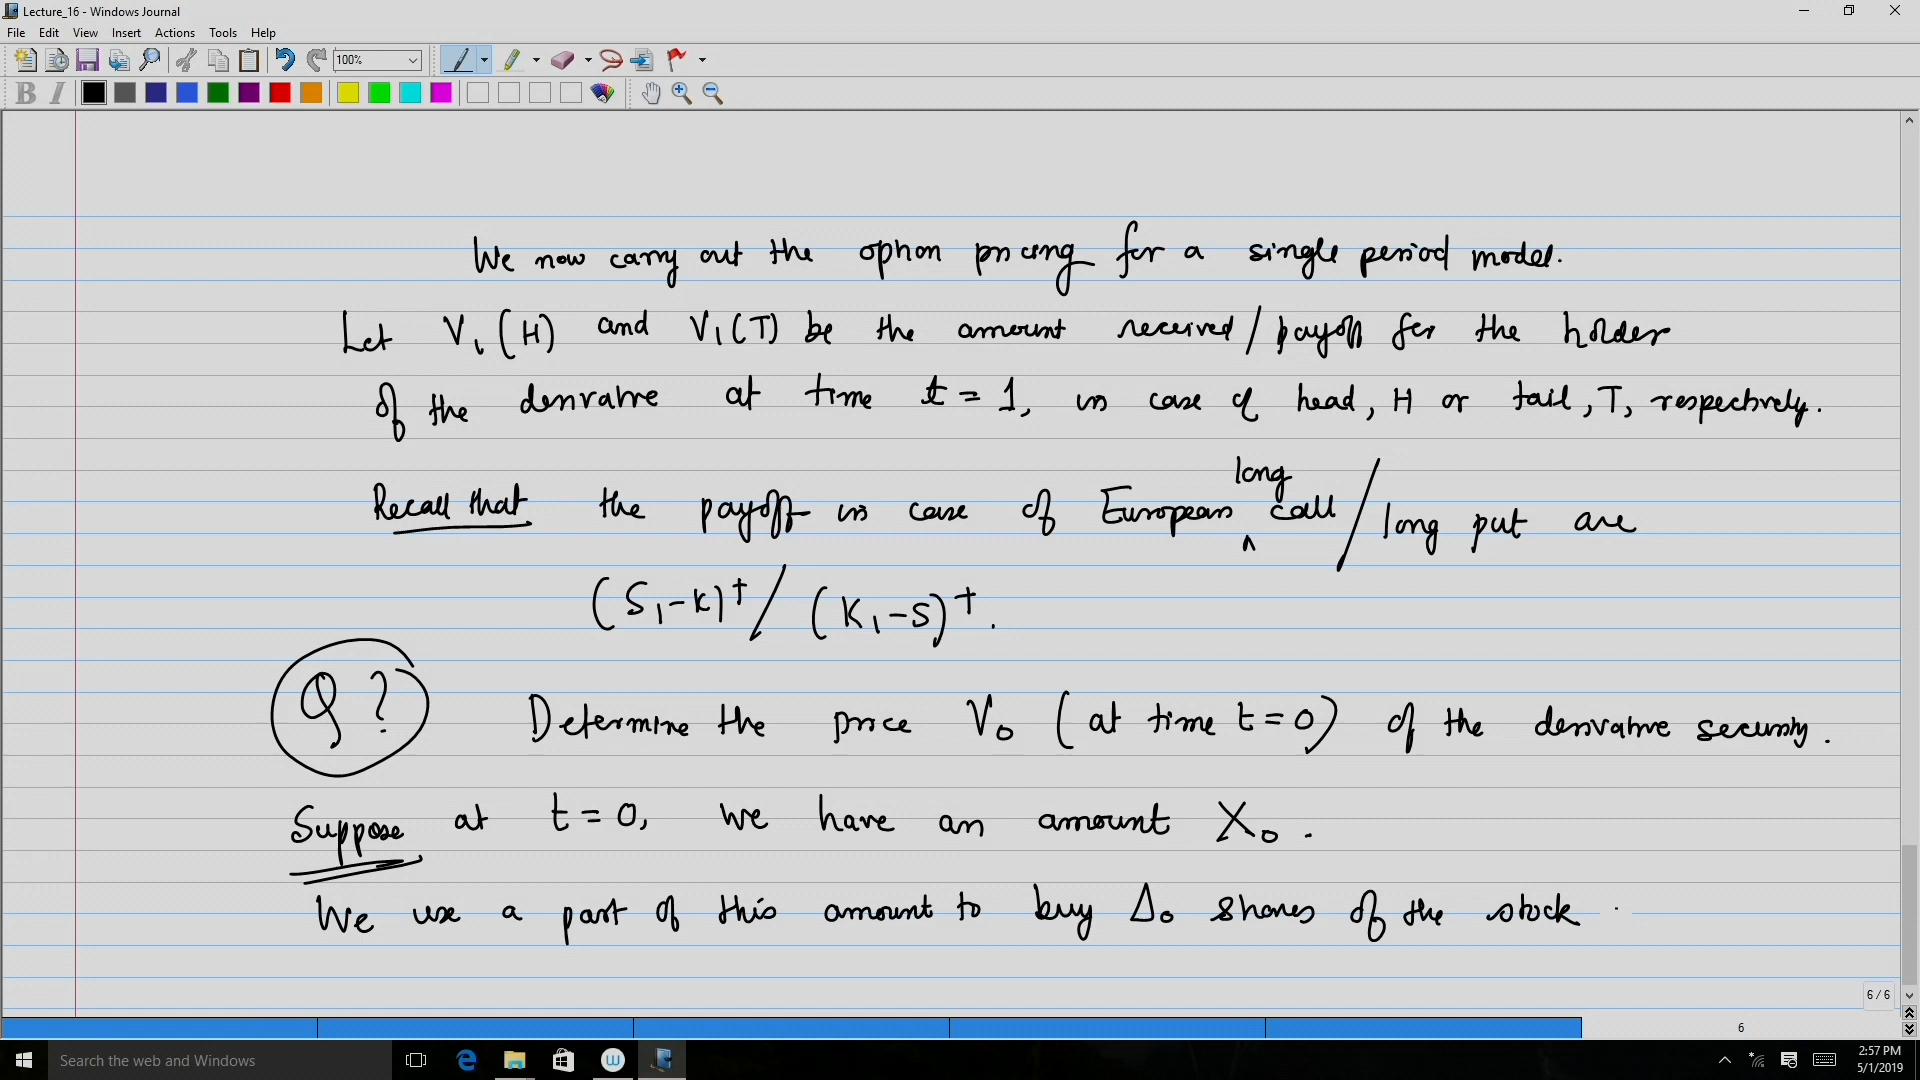 Lecture_16 - Windows Journal
File Edit View Insert Actions Tools Help
100%
B I
We now carry out the option pricing for a single period model.
Let V₁(H) and V₁(T) be the amount received/payoff for the holder
of the derivative at time t = 1, in case of head, H or tail, T, respectively.
long
Recall that the payoff in case of European ^ call / long put are
(S₁-K)⁺ / (K₁-S)⁺.
Q? Determine the price V₀ (at time t = 0) of the derivative security.
Suppose at t = 0, we have an amount X₀.
We use a part of this amount to buy Δ₀ shares of the stock.
6 / 6
6
Search the web and Windows
2:57 PM
5/1/2019